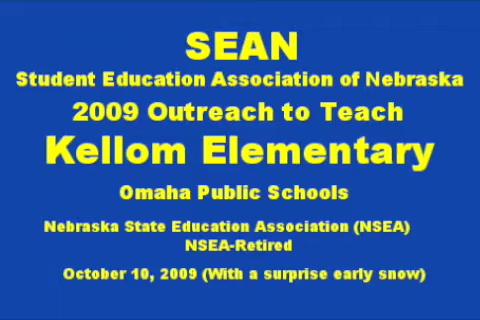 SEAN
Student Education Association of Nebraska
2009 Outreach to Teach
Kellom Elementary
Omaha Public Schools
Nebraska State Education Association (NSEA)
NSEA-Retired
October 10, 2009 (With a surprise early snow)